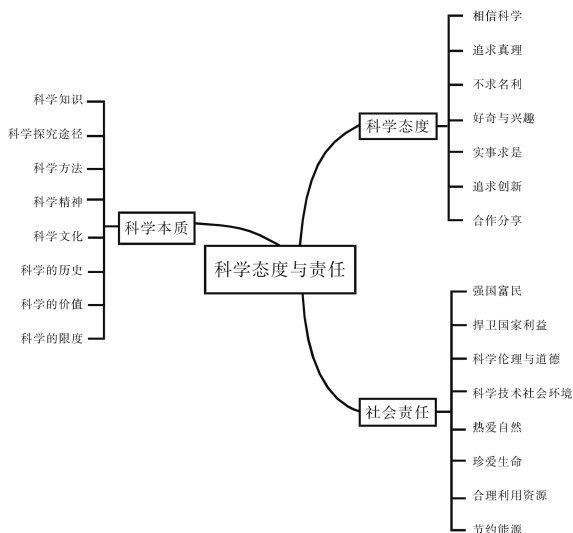 相信科学
追求真理
不求名利
好奇与兴趣
实事求是
追求创新
合作分享
科学态度
科学知识
科学探究途径
科学方法
科学精神
科学文化
科学的历史
科学的价值
科学的限度
科学本质
科学态度与责任
强国富民
捍卫国家利益
科学伦理与道德
科学技术社会环境
热爱自然
珍爱生命
合理利用资源
节约能源
社会责任